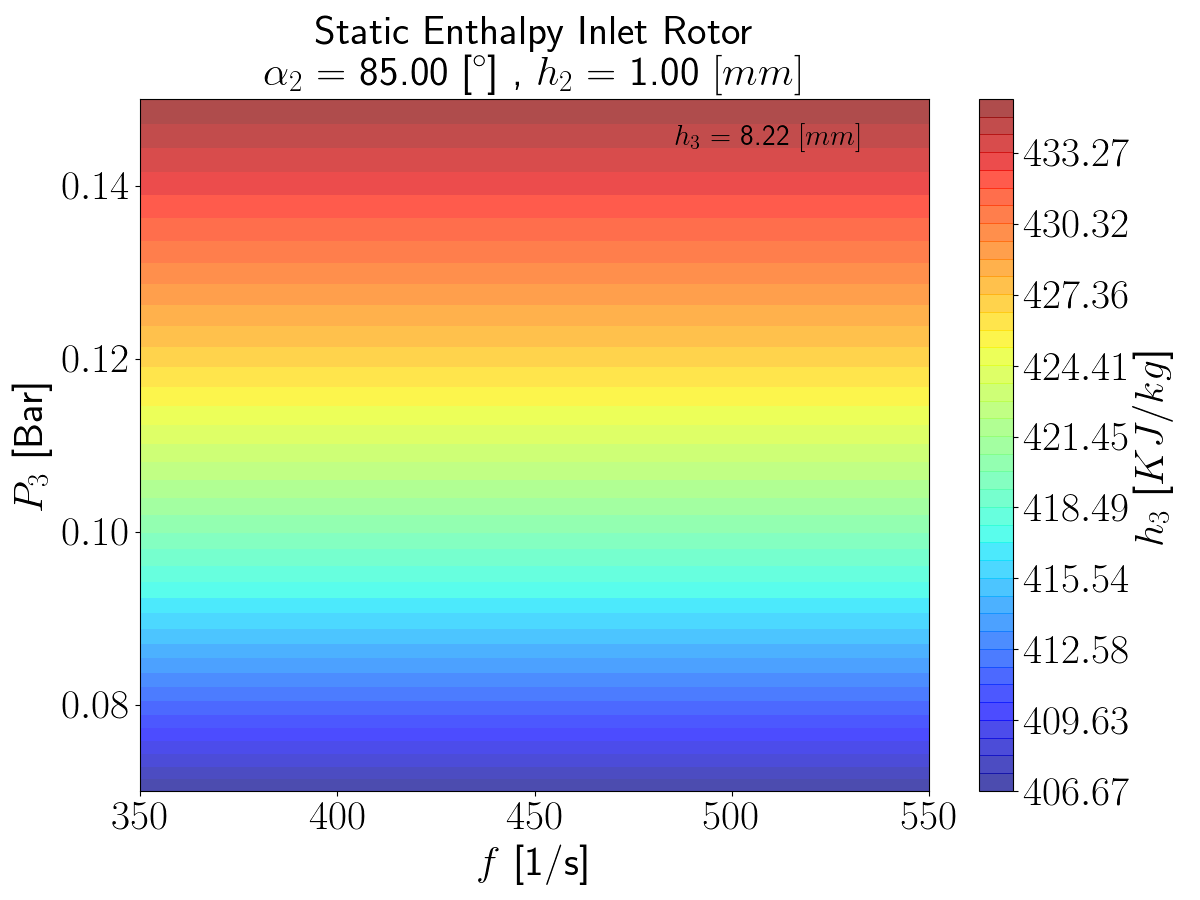 Static Enthalpy Inlet Rotor
α₂ = 85.00 [°] , h₂ = 1.00 [mm]
h₃ = 8.22 [mm]
P₃ [Bar]
0.14
0.12
0.10
0.08
350 400 450 500 550
f [1/s]
433.27
430.32
427.36
424.41
421.45
418.49
415.54
412.58
409.63
406.67
h₃ [KJ/kg]